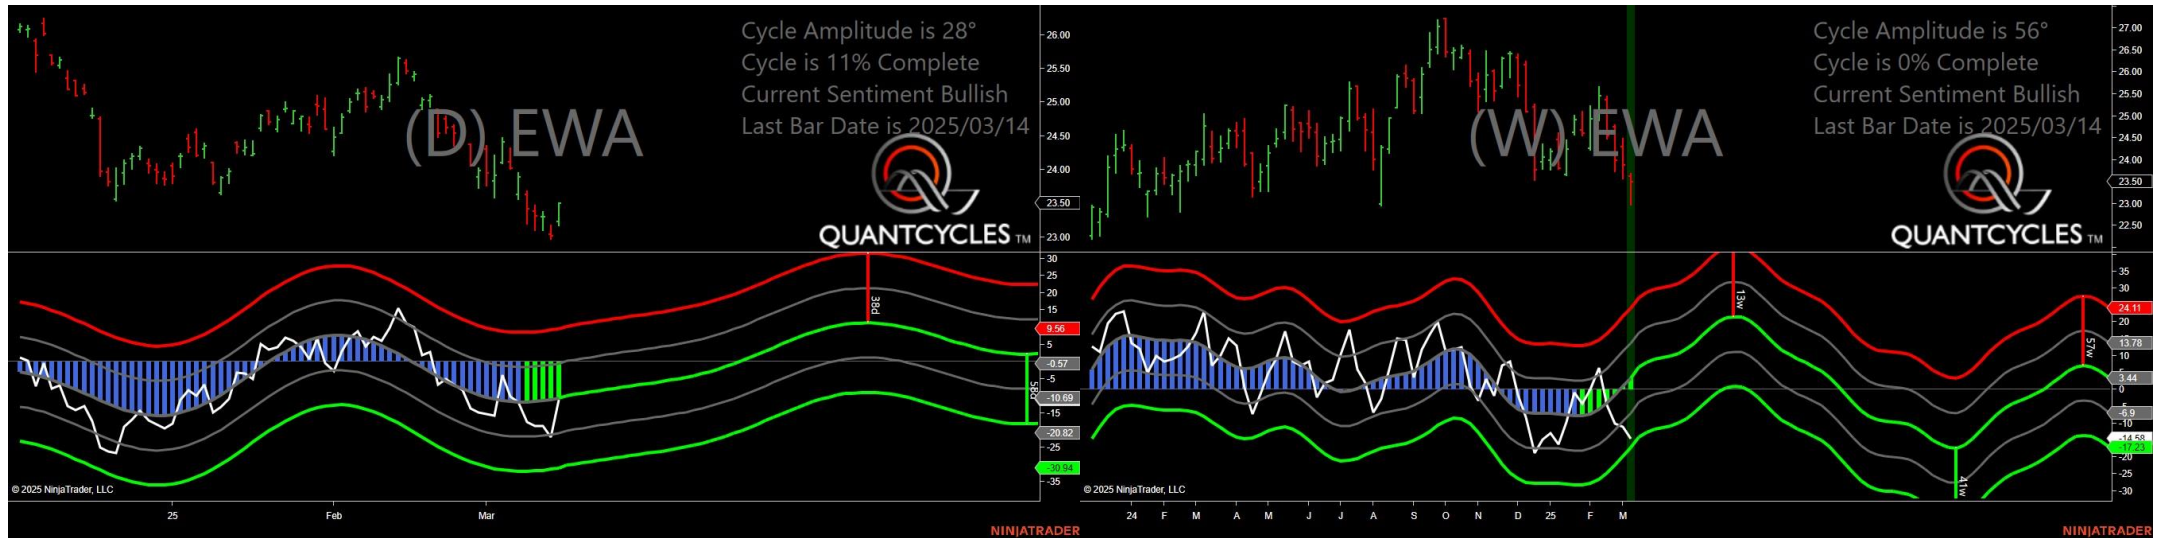 Cycle Amplitude is 28°
Cycle is 11% Complete
Current Sentiment Bullish
Last Bar Date is 2025/03/14
(D) EWA
QUANTCYCLES TM
26.00
25.50
25.00
24.50
24.00
23.50
23.00
30
25
20
15
9.56
5
-0.57
-5
-10.69
-15
-20.82
-25
-30.94
-35
38d
© 2025 NinjaTrader, LLC
25 Feb Mar
NINJATRADER
Cycle Amplitude is 56°
Cycle is 0% Complete
Current Sentiment Bullish
Last Bar Date is 2025/03/14
(W) EWA
QUANTCYCLES TM
27.00
26.50
26.00
25.50
25.00
24.50
24.00
23.50
23.00
22.50
35
30
24.11
20
13.78
10
3.44
0
-6.9
-10
-14.58
-17.23
-20
-25
-30
13w
41w
57w
© 2025 NinjaTrader, LLC
24 F M A M J J A S O N D 25 F M
NINJATRADER